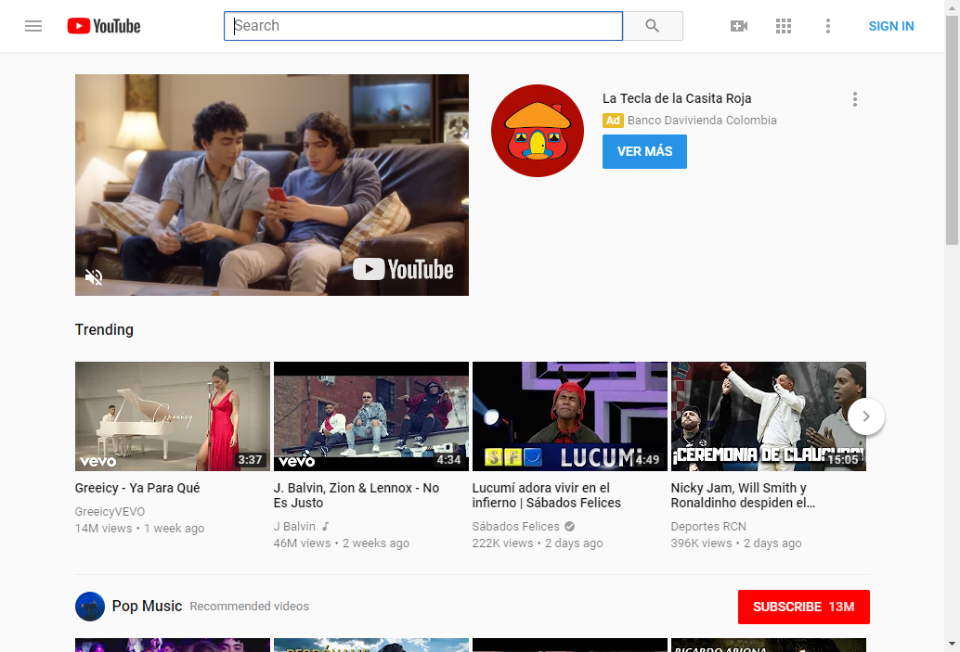 YouTube
Search
SIGN IN
YouTube
La Tecla de la Casita Roja
Ad Banco Davivienda Colombia
VER MÁS
Trending
Greeicy
vevo
3:37
vevo
4:34
SFL
LUCUMÍ
4:49
¡CEREMONIA DE CLAUSURA!
15:05
Greeicy - Ya Para Qué
GreeicyVEVO
14M views • 1 week ago
J. Balvin, Zion & Lennox - No
Es Justo
J Balvin
46M views • 2 weeks ago
Lucumí adora vivir en el
infierno | Sábados Felices
Sábados Felices
222K views • 2 days ago
Nicky Jam, Will Smith y
Ronaldinho despiden el…
Deportes RCN
396K views • 2 days ago
Pop Music Recommended videos
SUBSCRIBE 13M
RICARDO ARJONA